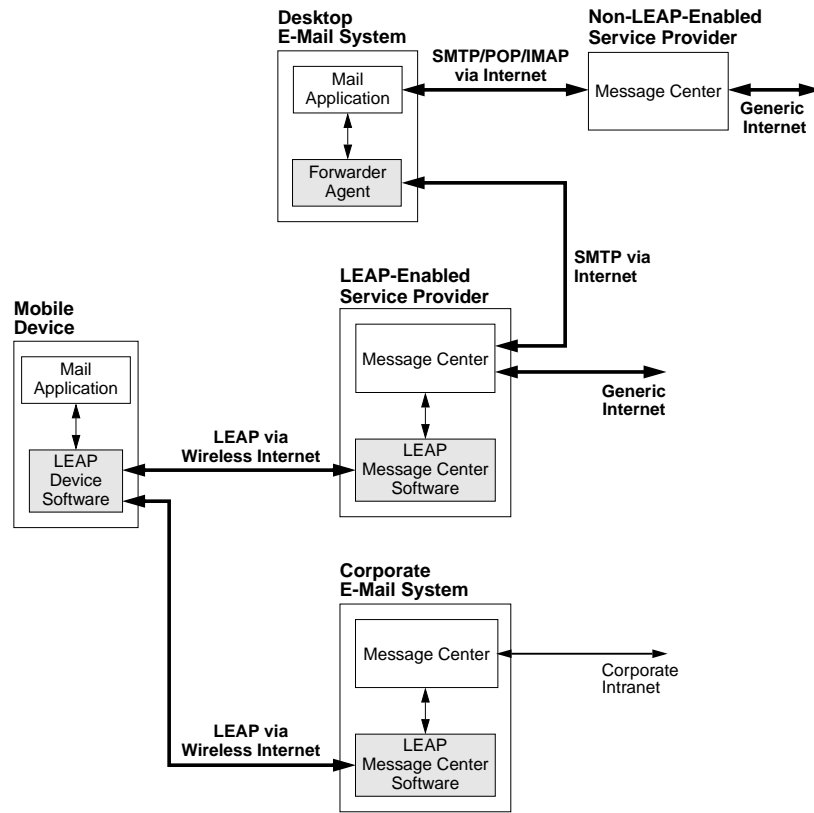 Desktop
E-Mail System
Non-LEAP-Enabled
Service Provider
SMTP/POP/IMAP
via Internet
Mail
Application
Message Center
Generic
Internet
Forwarder
Agent
SMTP via
Internet
LEAP-Enabled
Service Provider
Mobile
Device
Message Center
Mail
Application
Generic
Internet
LEAP via
Wireless Internet
LEAP
Device
Software
LEAP
Message Center
Software
Corporate
E-Mail System
Message Center
Corporate
Intranet
LEAP via
Wireless Internet
LEAP
Message Center
Software